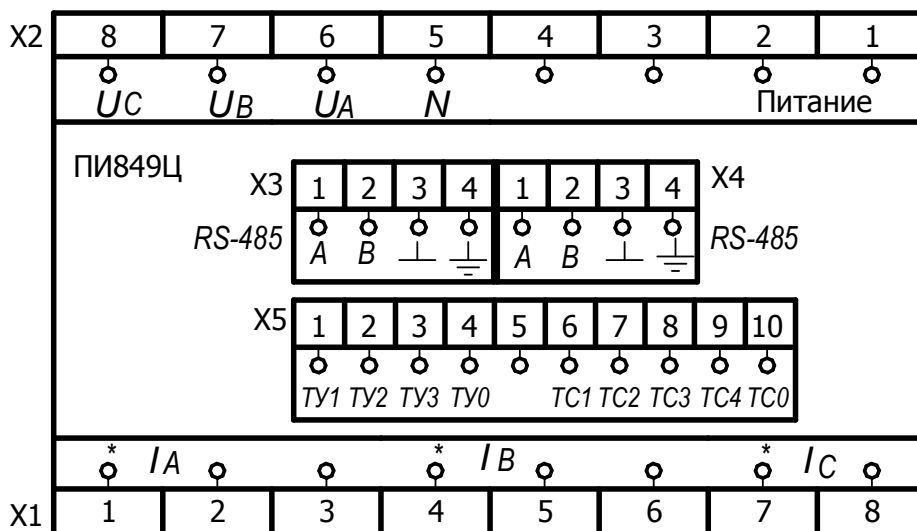 X2 8 7 6 5 4 3 2 1
UC UB UA N Питание
ПИ849Ц
X3 1 2 3 4 1 2 3 4 X4
RS-485 A B A B RS-485
X5 1 2 3 4 5 6 7 8 9 10
ТУ1 ТУ2 ТУ3 ТУ0 ТС1 ТС2 ТС3 ТС4 ТС0
* IA * IB * IC
X1 1 2 3 4 5 6 7 8